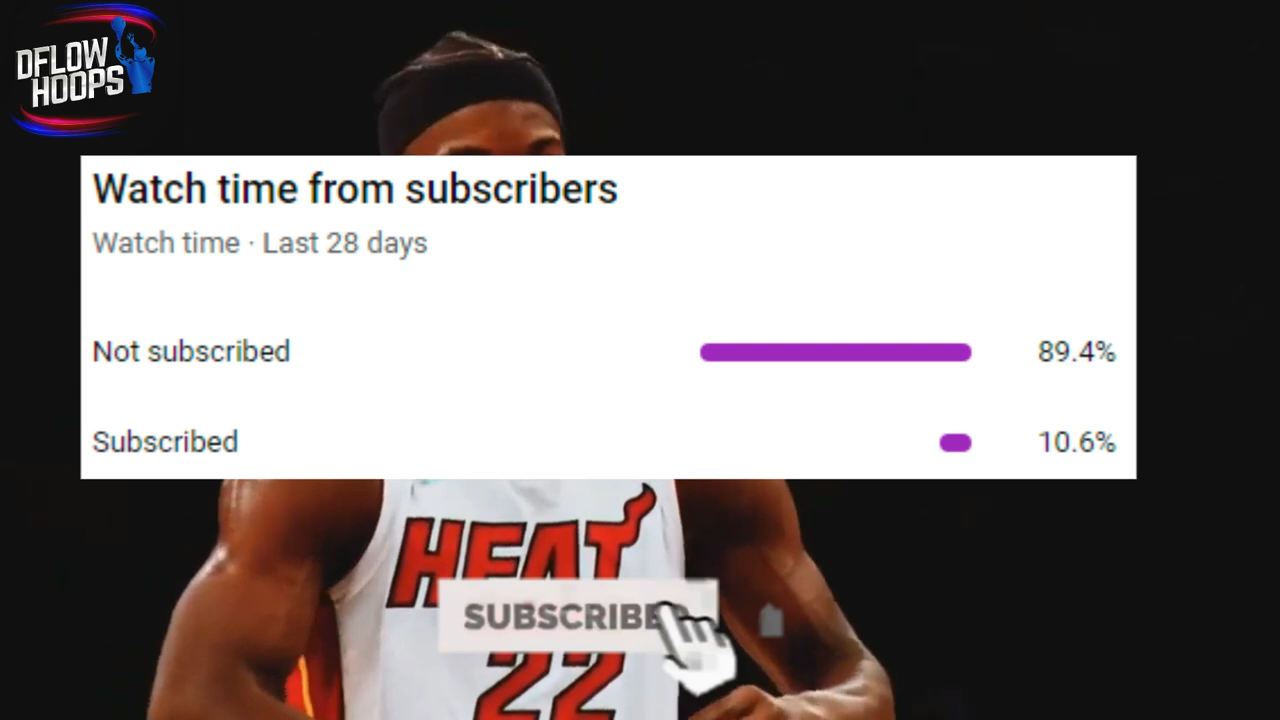 DFLOW
HOOPS
Watch time from subscribers
Watch time · Last 28 days
Not subscribed 89.4%
Subscribed 10.6%
HEAT
SUBSCRIBE
22